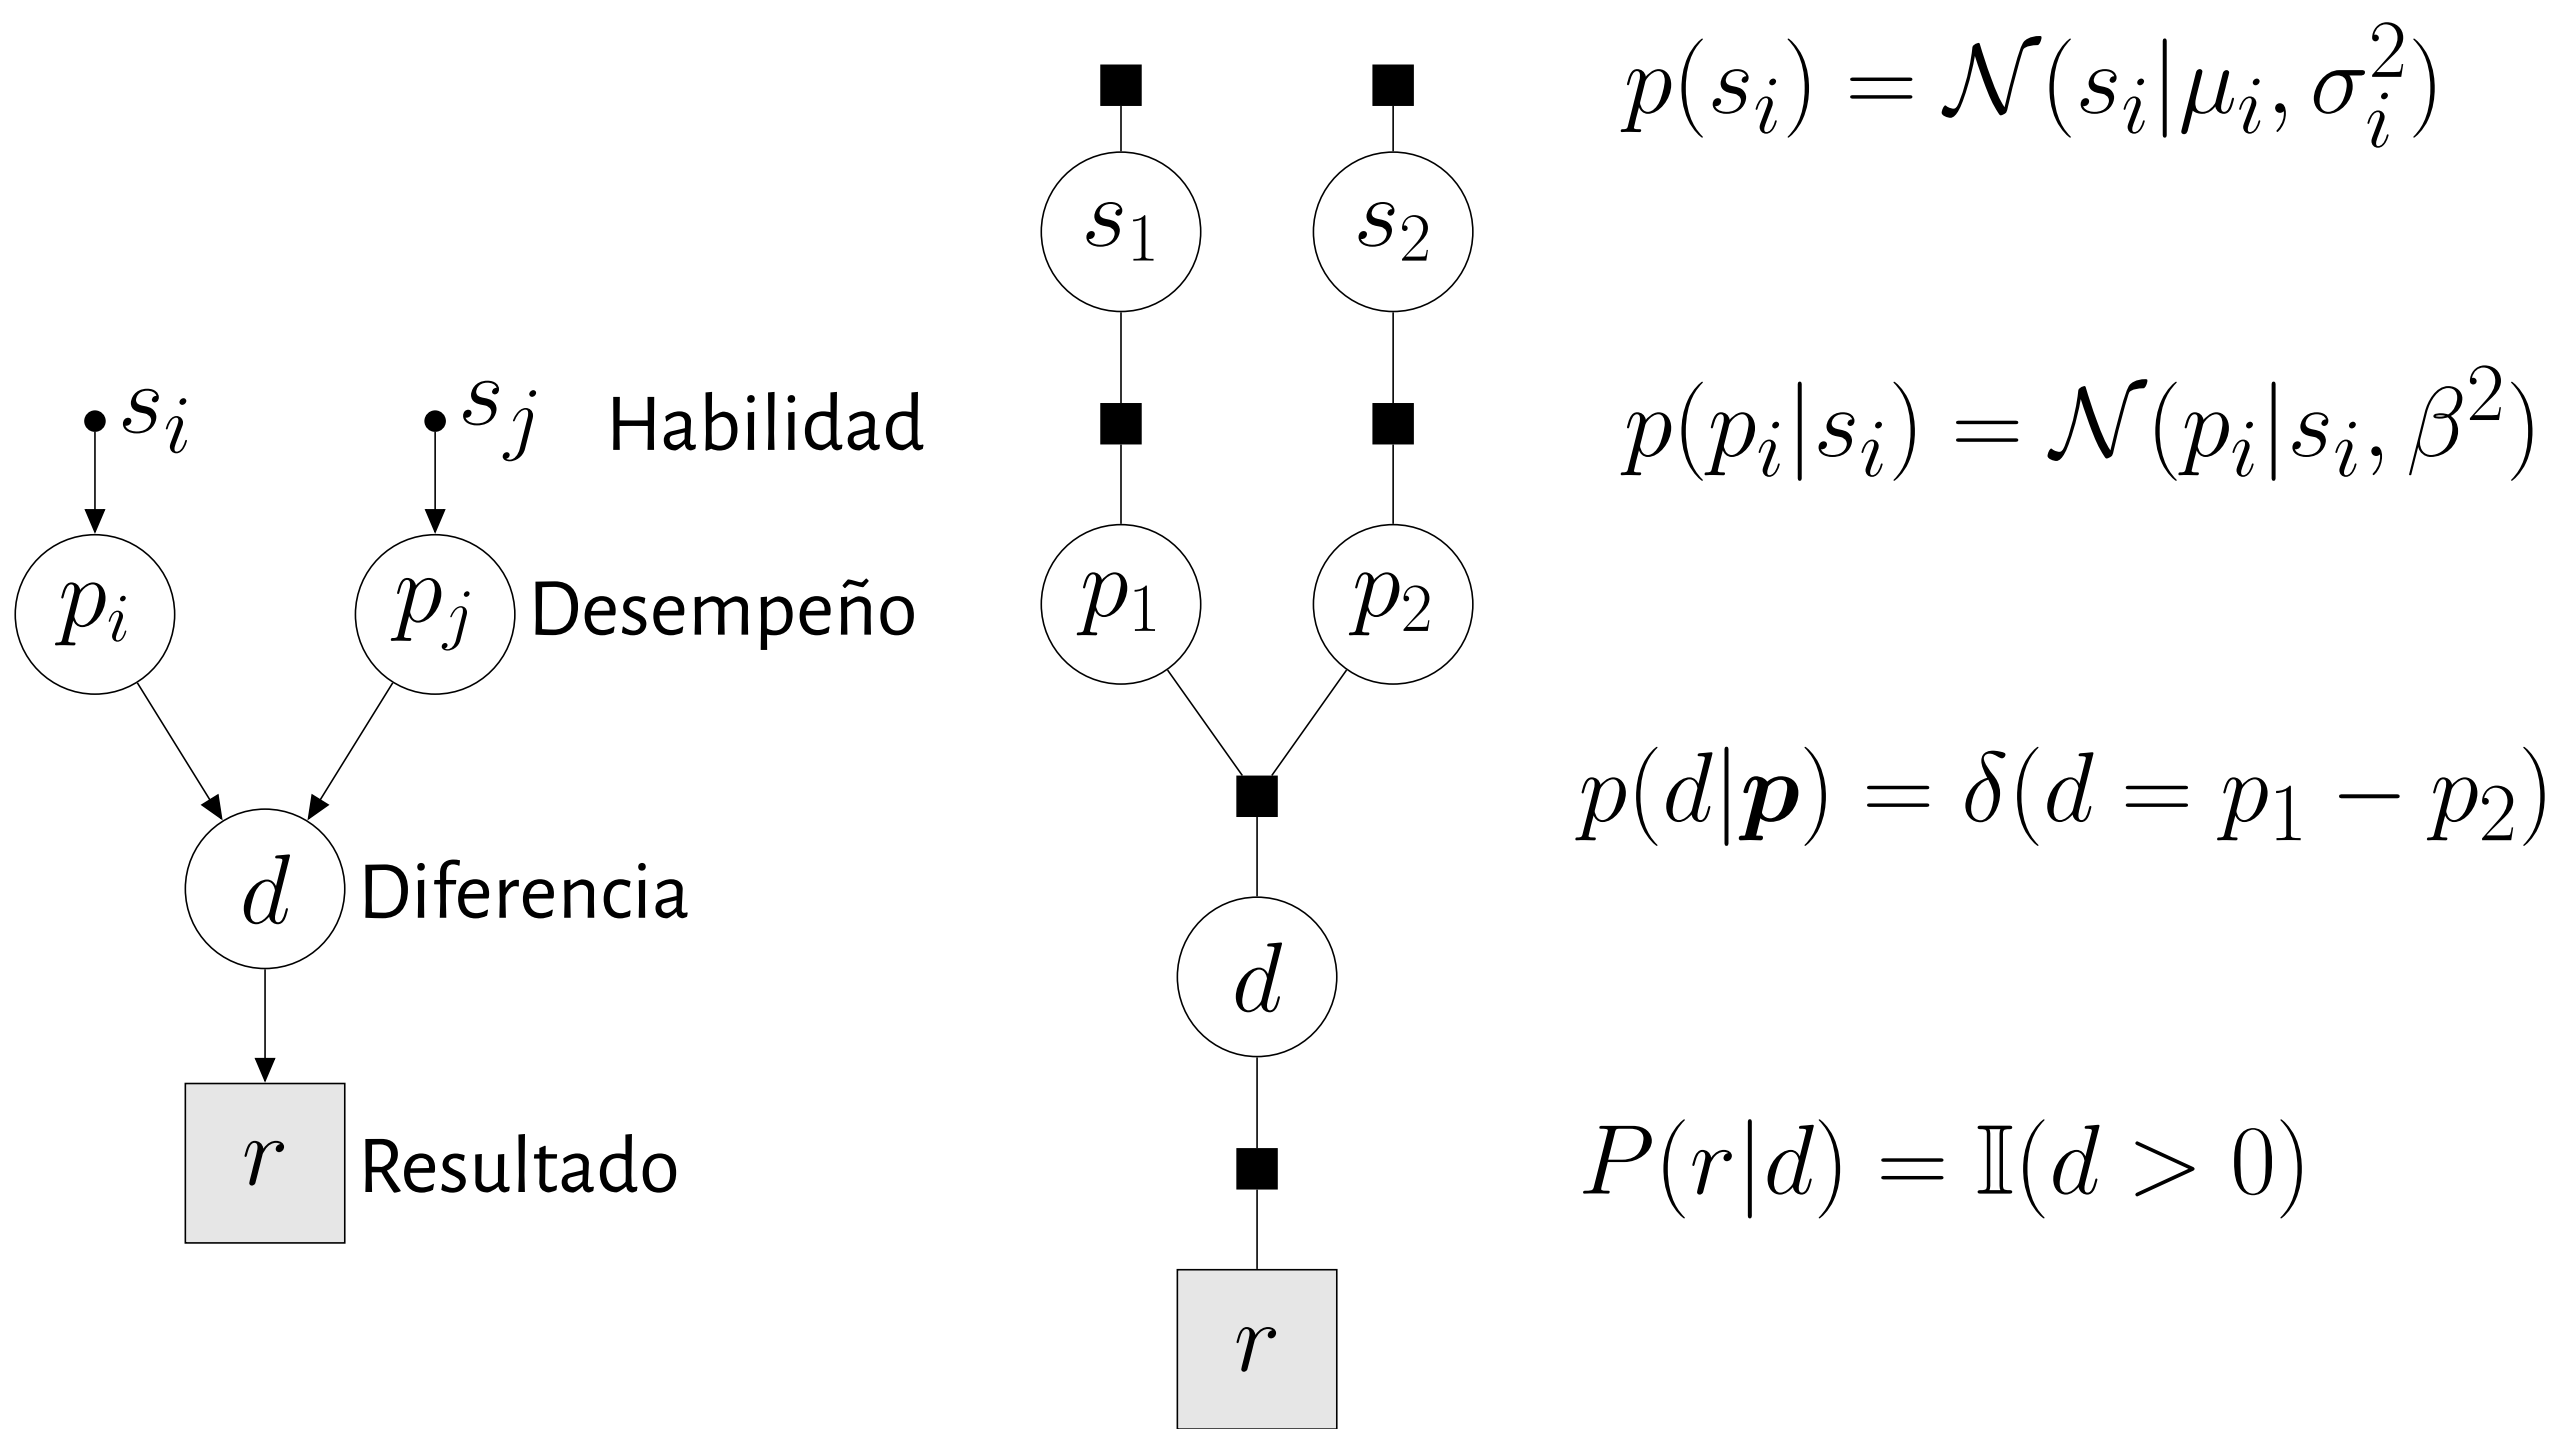 s_i s_j Habilidad
p_i p_j Desempeño
d Diferencia
r Resultado
s_1 s_2
p_1 p_2
d
r
p(s_i) = 𝒩(s_i|μ_i, σ_i^2)
p(p_i|s_i) = 𝒩(p_i|s_i, β^2)
p(d|𝒑) = δ(d = p_1 − p_2)
P(r|d) = 𝕀(d > 0)